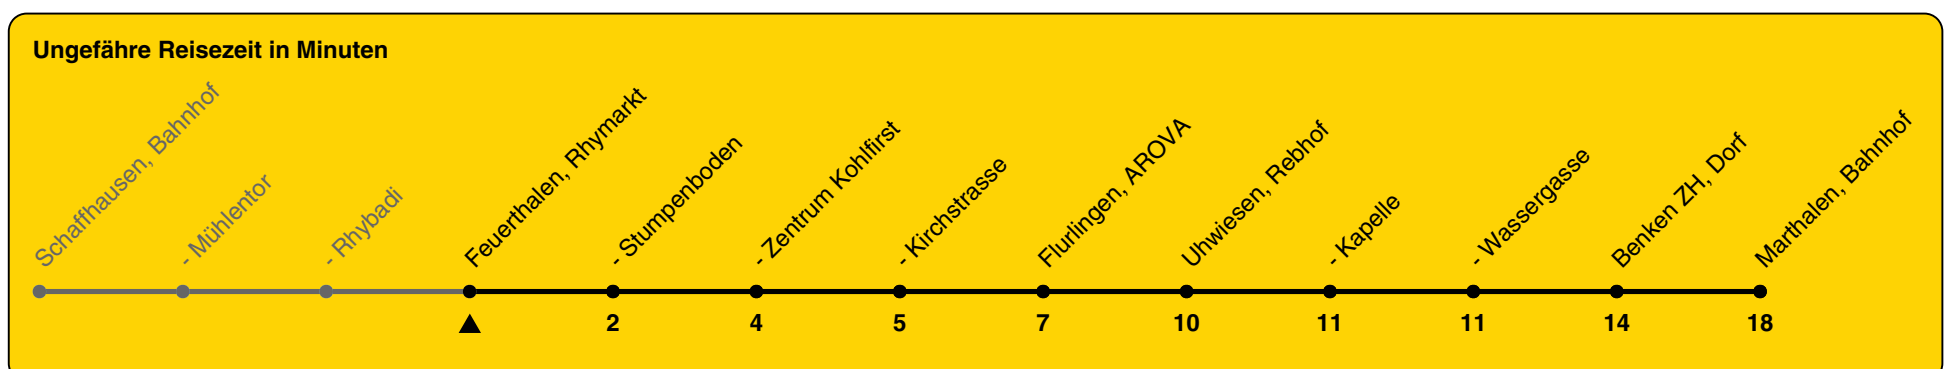 Ungefähre Reisezeit in Minuten
Schaffhausen, Bahnhof
- Mühlentor
- Rhybadi
Feuerthalen, Rhymarkt
- Stumpenboden
- Zentrum Kohlfirst
- Kirchstrasse
Flurlingen, AROVA
Uhwiesen, Rebhof
- Kapelle
- Wassergasse
Benken ZH, Dorf
Marthalen, Bahnhof
2 4 5 7 10 11 11 14 18